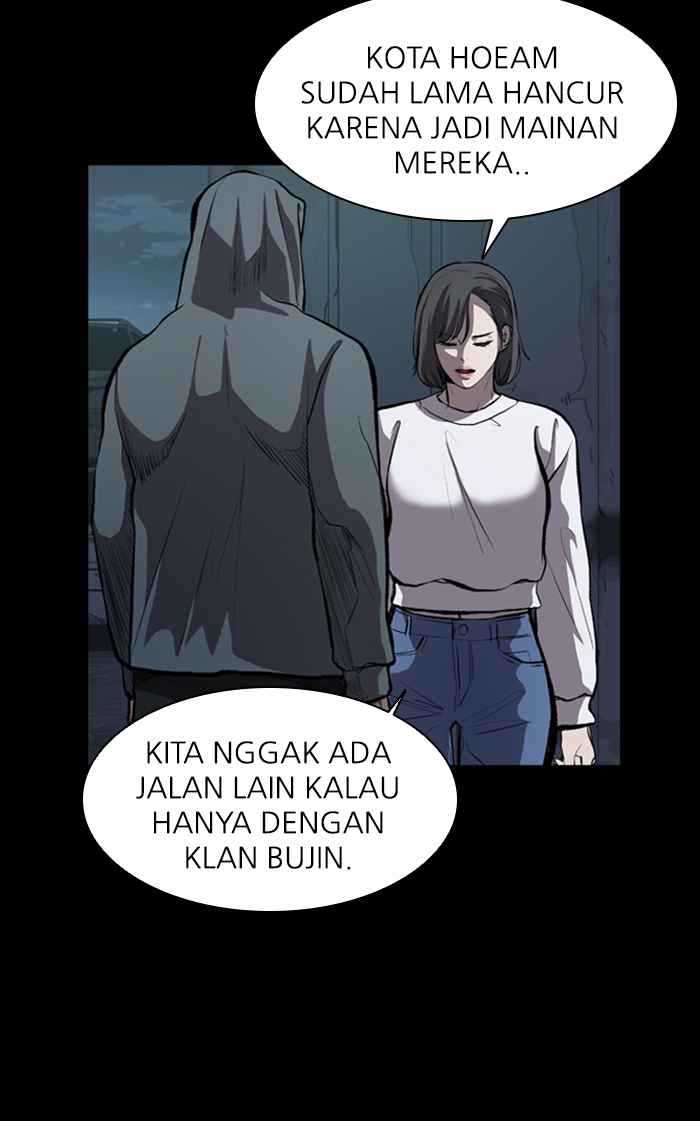 KOTA HOEAM
SUDAH LAMA HANCUR
KARENA JADI MAINAN
MEREKA..
KITA NGGAK ADA
JALAN LAIN KALAU
HANYA DENGAN
KLAN BUJIN.